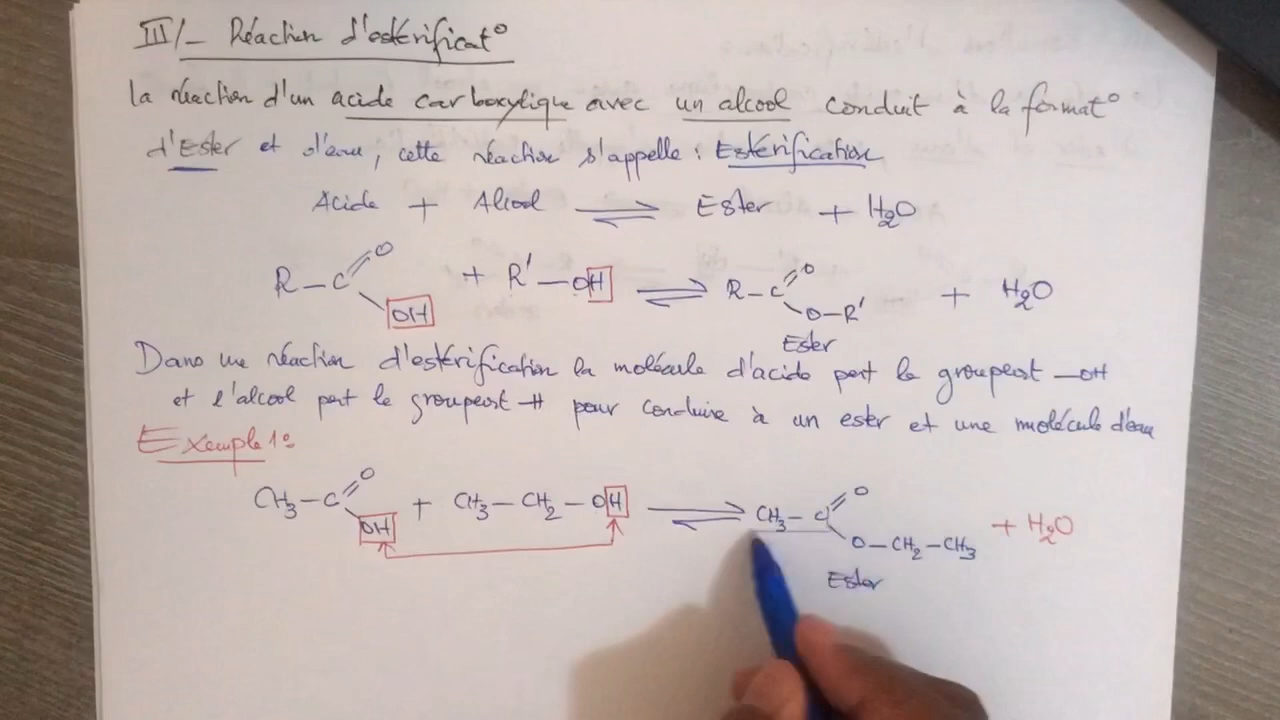 III/_ Réaction d'estérificat°
la réaction d'un acide carboxylique avec un alcool conduit à la format°
d'Ester et d'eau, cette réaction s'appelle : Estérification
Acide + Alcool ⇌ Ester + H2O
R-C=O OH + R'-OH ⇌ R-C=O O-R' + H2O
Ester
Dans une réaction d'estérification la molécule d'acide pert le groupent -OH
et l'alcool pert le groupent -H pour conduire à un ester et une molécule d'eau
Exemple 1:
CH3-C=O OH + CH3-CH2-OH ⇌ CH3-C=O O-CH2-CH3 + H2O
Ester